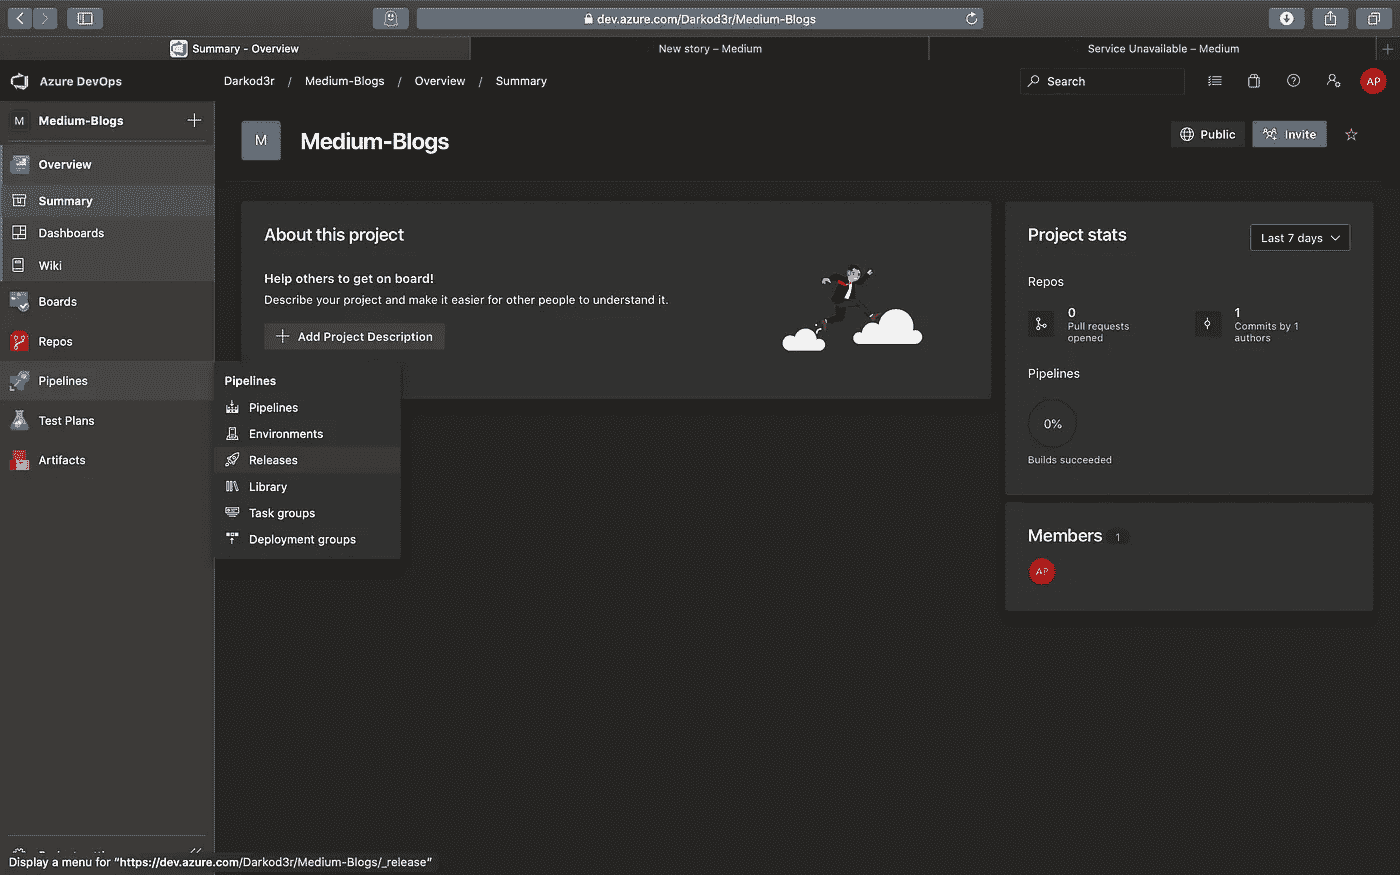 dev.azure.com/Darkod3r/Medium-Blogs
Summary - Overview
New story – Medium
Service Unavailable – Medium
Azure DevOps
Darkod3r / Medium-Blogs / Overview / Summary
Search
AP
M Medium-Blogs
Overview
Summary
Dashboards
Wiki
Boards
Repos
Pipelines
Test Plans
Artifacts
Pipelines
Pipelines
Environments
Releases
Library
Task groups
Deployment groups
M
Medium-Blogs
Public
Invite
About this project
Help others to get on board!
Describe your project and make it easier for other people to understand it.
Add Project Description
Project stats
Last 7 days
Repos
0
Pull requests
opened
1
Commits by 1
authors
Pipelines
0%
Builds succeeded
Members 1
AP
Display a menu for “https://dev.azure.com/Darkod3r/Medium-Blogs/_release”